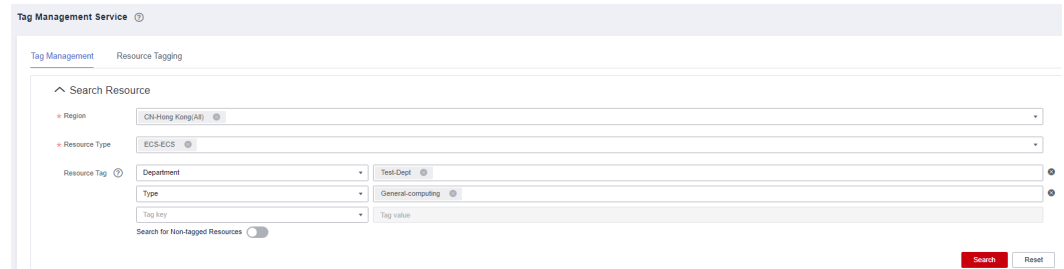 Tag Management Service
Tag Management Resource Tagging
Search Resource
* Region CN-Hong Kong(All)
* Resource Type ECS-ECS
Resource Tag Department Test-Dept
Type General-computing
Tag key Tag value
Search for Non-tagged Resources
Search Reset